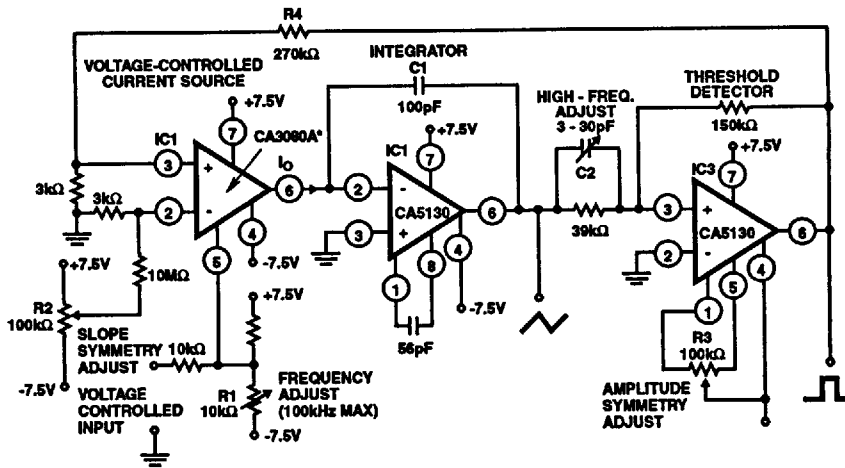 R4
270kΩ
VOLTAGE-CONTROLLED
CURRENT SOURCE
INTEGRATOR
C1
100pF
HIGH - FREQ.
ADJUST
3 - 30pF
C2
THRESHOLD
DETECTOR
150kΩ
+7.5V
IC1
7
CA3080A*
3
+
IO
6
2
-
4
-7.5V
5
3kΩ
3kΩ
10MΩ
+7.5V
IC1
7
2
-
CA5130
3
+
6
4
8
1
-7.5V
56pF
39kΩ
+7.5V
IC3
7
3
+
CA5130
2
-
6
4
5
1
R3
100kΩ
AMPLITUDE
SYMMETRY
ADJUST
+7.5V
R2
100kΩ
-7.5V
SLOPE
SYMMETRY
ADJUST
10kΩ
VOLTAGE
CONTROLLED
INPUT
+7.5V
R1
10kΩ
FREQUENCY
ADJUST
(100kHz MAX)
-7.5V